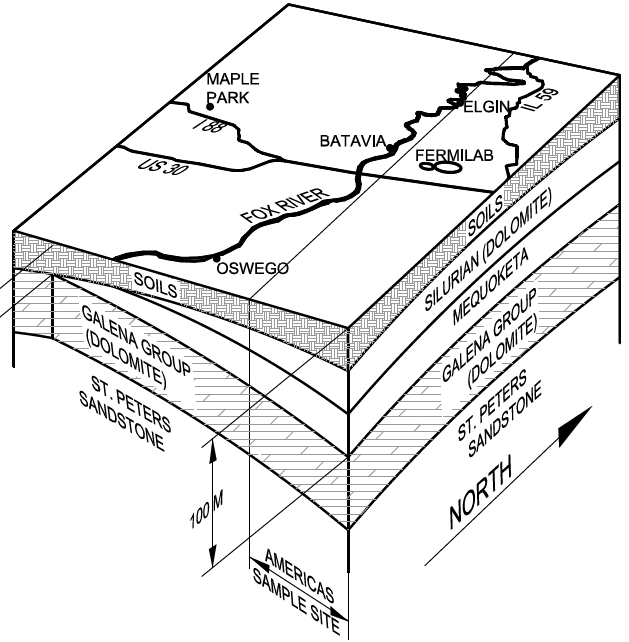 MAPLE
PARK
I 88
US 30
BATAVIA
ELGIN
IL 59
FERMILAB
FOX RIVER
OSWEGO
SOILS
SOILS
SILURIAN (DOLOMITE)
MEQUOKETA
GALENA GROUP
(DOLOMITE)
GALENA GROUP
(DOLOMITE)
ST. PETERS
SANDSTONE
ST. PETERS
SANDSTONE
NORTH
100 M
AMERICAS
SAMPLE SITE